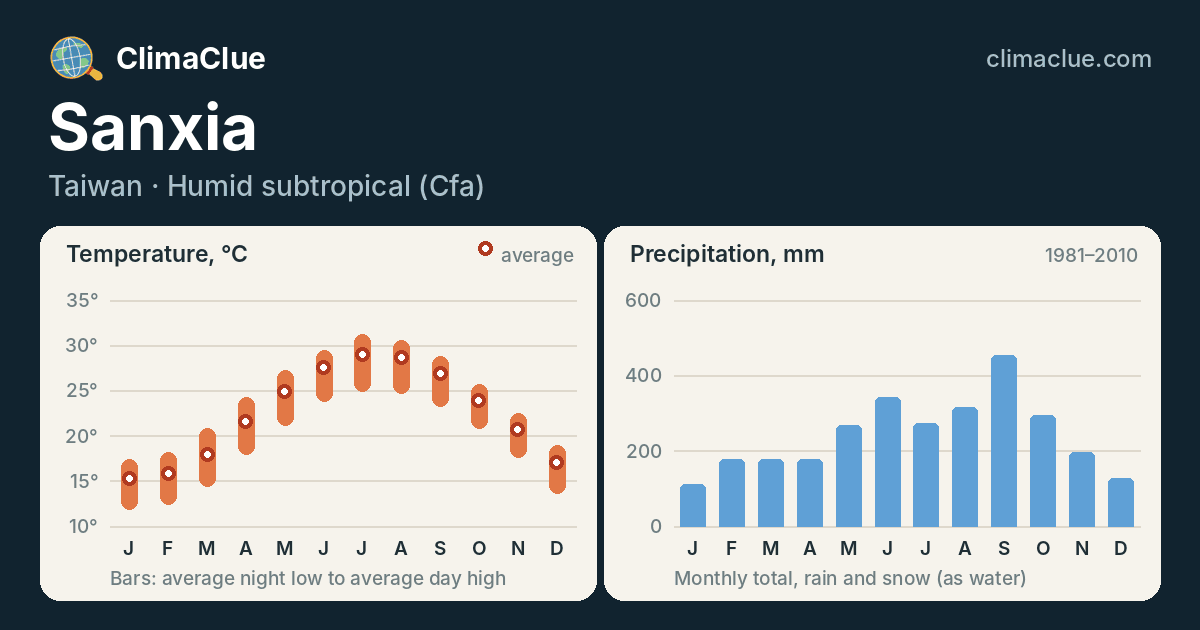 ClimaClue
climaclue.com
Sanxia
Taiwan · Humid subtropical (Cfa)
Temperature, °C
average
35°
30°
25°
20°
15°
10°
J F M A M J J A S O N D
Bars: average night low to average day high
Precipitation, mm
1981–2010
600
400
200
0
J F M A M J J A S O N D
Monthly total, rain and snow (as water)